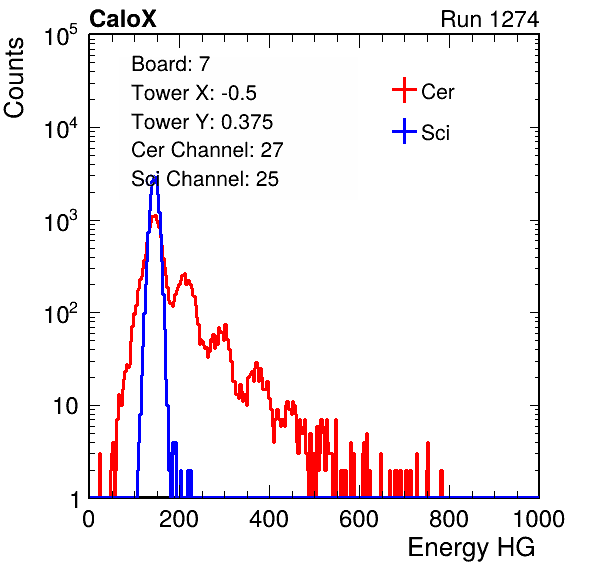 CaloX Run 1274
Counts
Board: 7
Tower X: -0.5
Tower Y: 0.375
Cer Channel: 27
Sci Channel: 25
Cer
Sci
10^5
10^4
10^3
10^2
10
1
0 200 400 600 800 1000
Energy HG